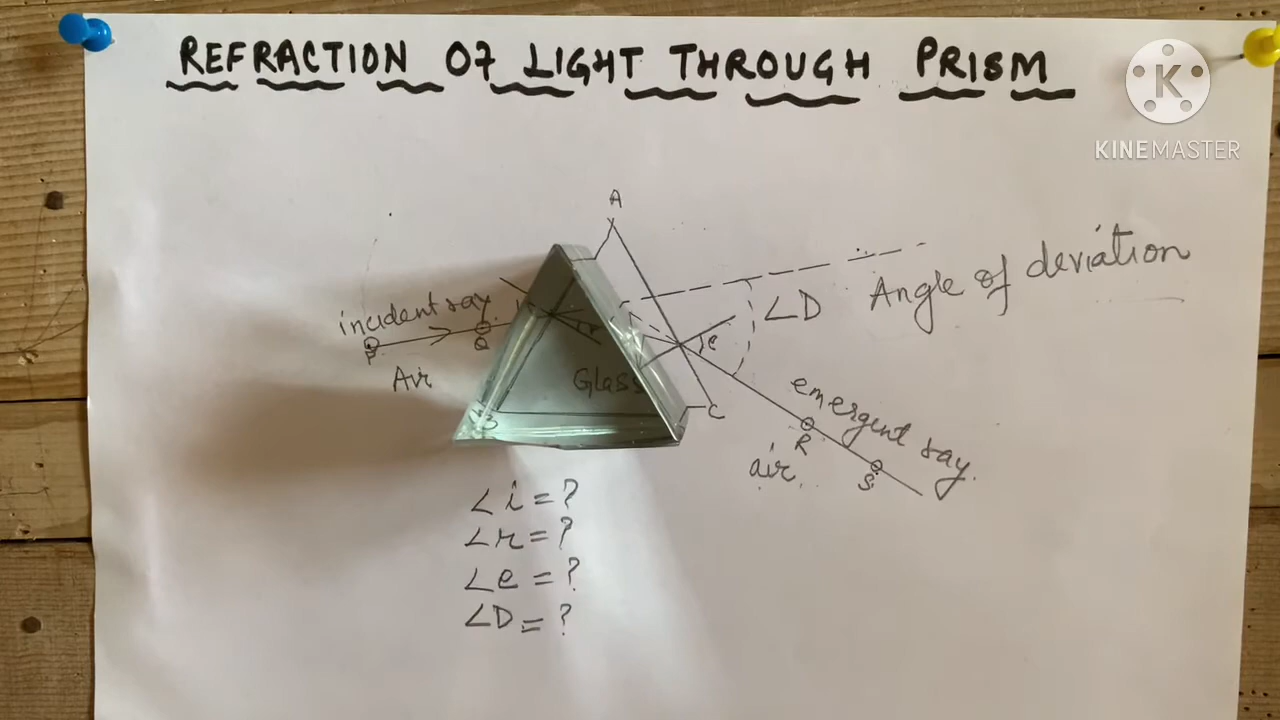 REFRACTION OF LIGHT THROUGH PRISM
K
KINEMASTER
A
incident ray
P
Q
Air
r
Glass
B
C
e
∠D
Angle of deviation
emergent ray
R
S
air
∠i = ?
∠r = ?
∠e = ?
∠D = ?